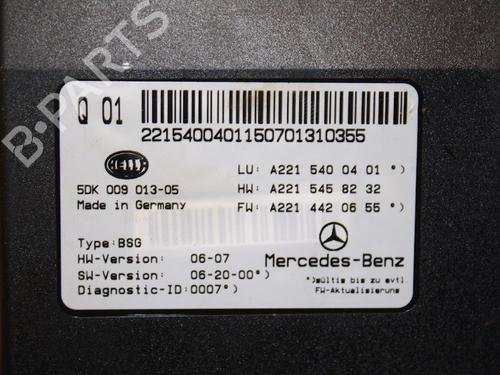 B-PARTS
Q 01
2215400401150701310355
HELLA
LU: A221 540 04 01 *)
5DK 009 013-05
HW: A221 545 82 32
Made in Germany
FW: A221 442 06 55 *)
Type: BSG
HW-Version: 06-07
Mercedes-Benz
SW-Version: 06-20-00*)
*)gültig bis zu evtl.
Diagnostic-ID:0007*)
FW-Aktualisierung